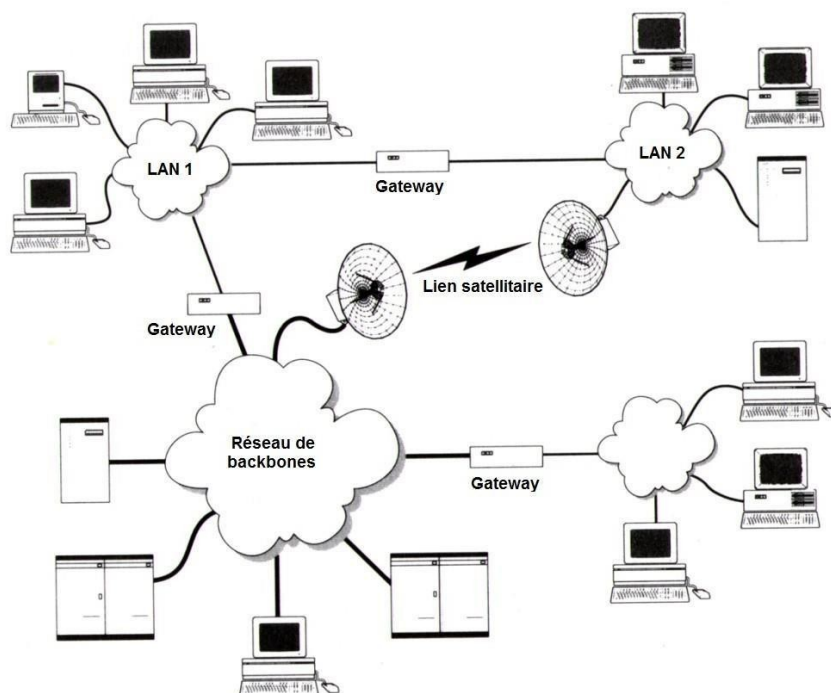 LAN 1
LAN 2
Gateway
Lien satellitaire
Gateway
Réseau de
backbones
Gateway